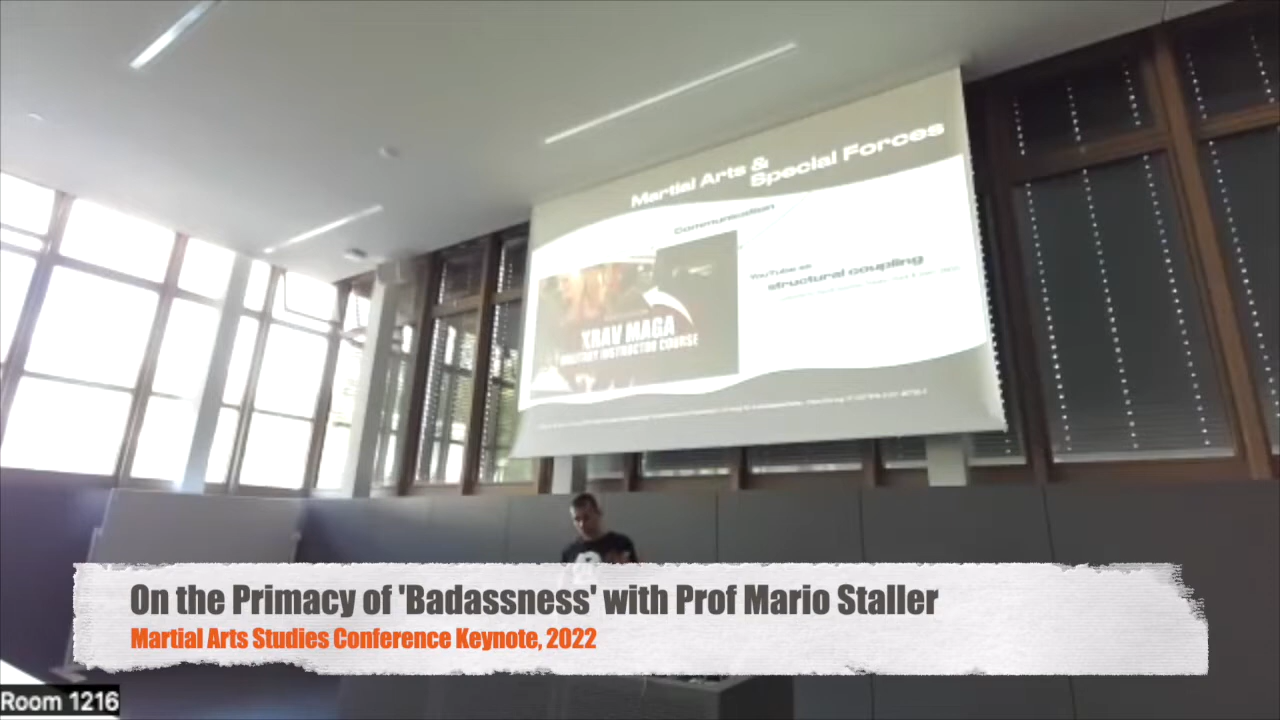 Martial Arts &
Special Forces
Communication
YouTube as
structural coupling
KRAV MAGA
MILITARY INSTRUCTOR COURSE
On the Primacy of 'Badassness' with Prof Mario Staller
Martial Arts Studies Conference Keynote, 2022
Room 1216